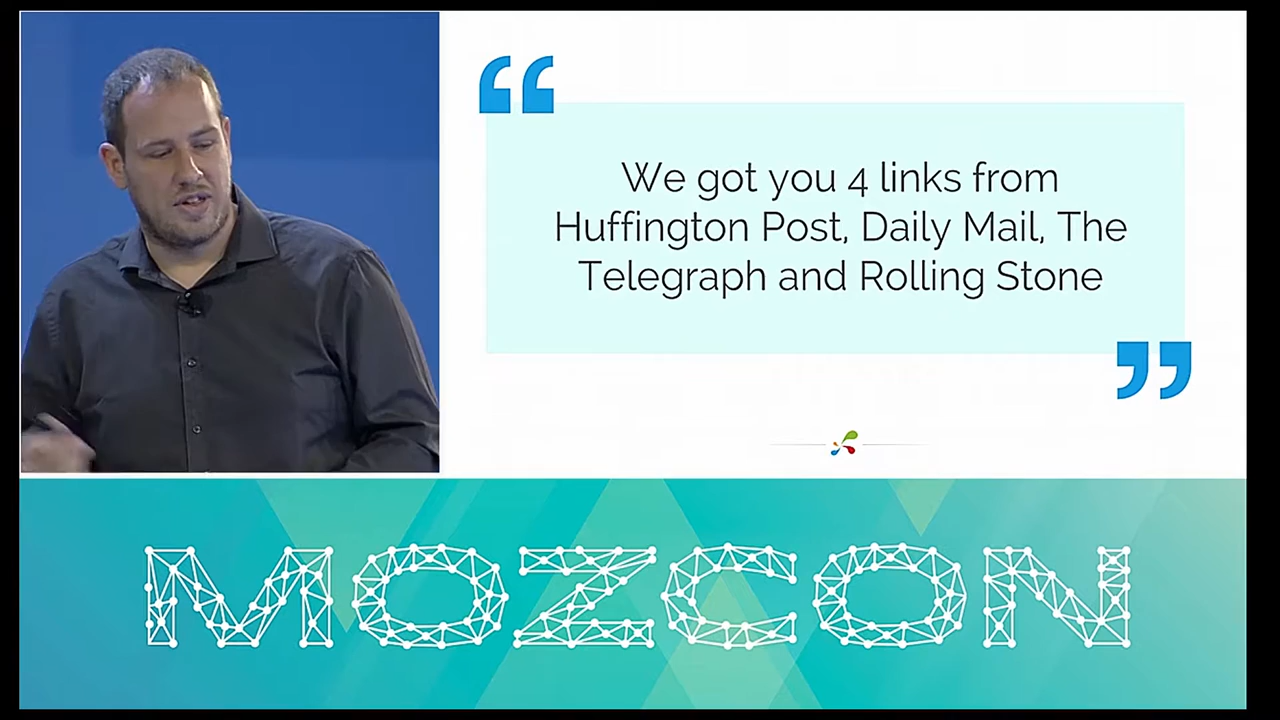 “
We got you 4 links from
Huffington Post, Daily Mail, The
Telegraph and Rolling Stone
”
MOZCON